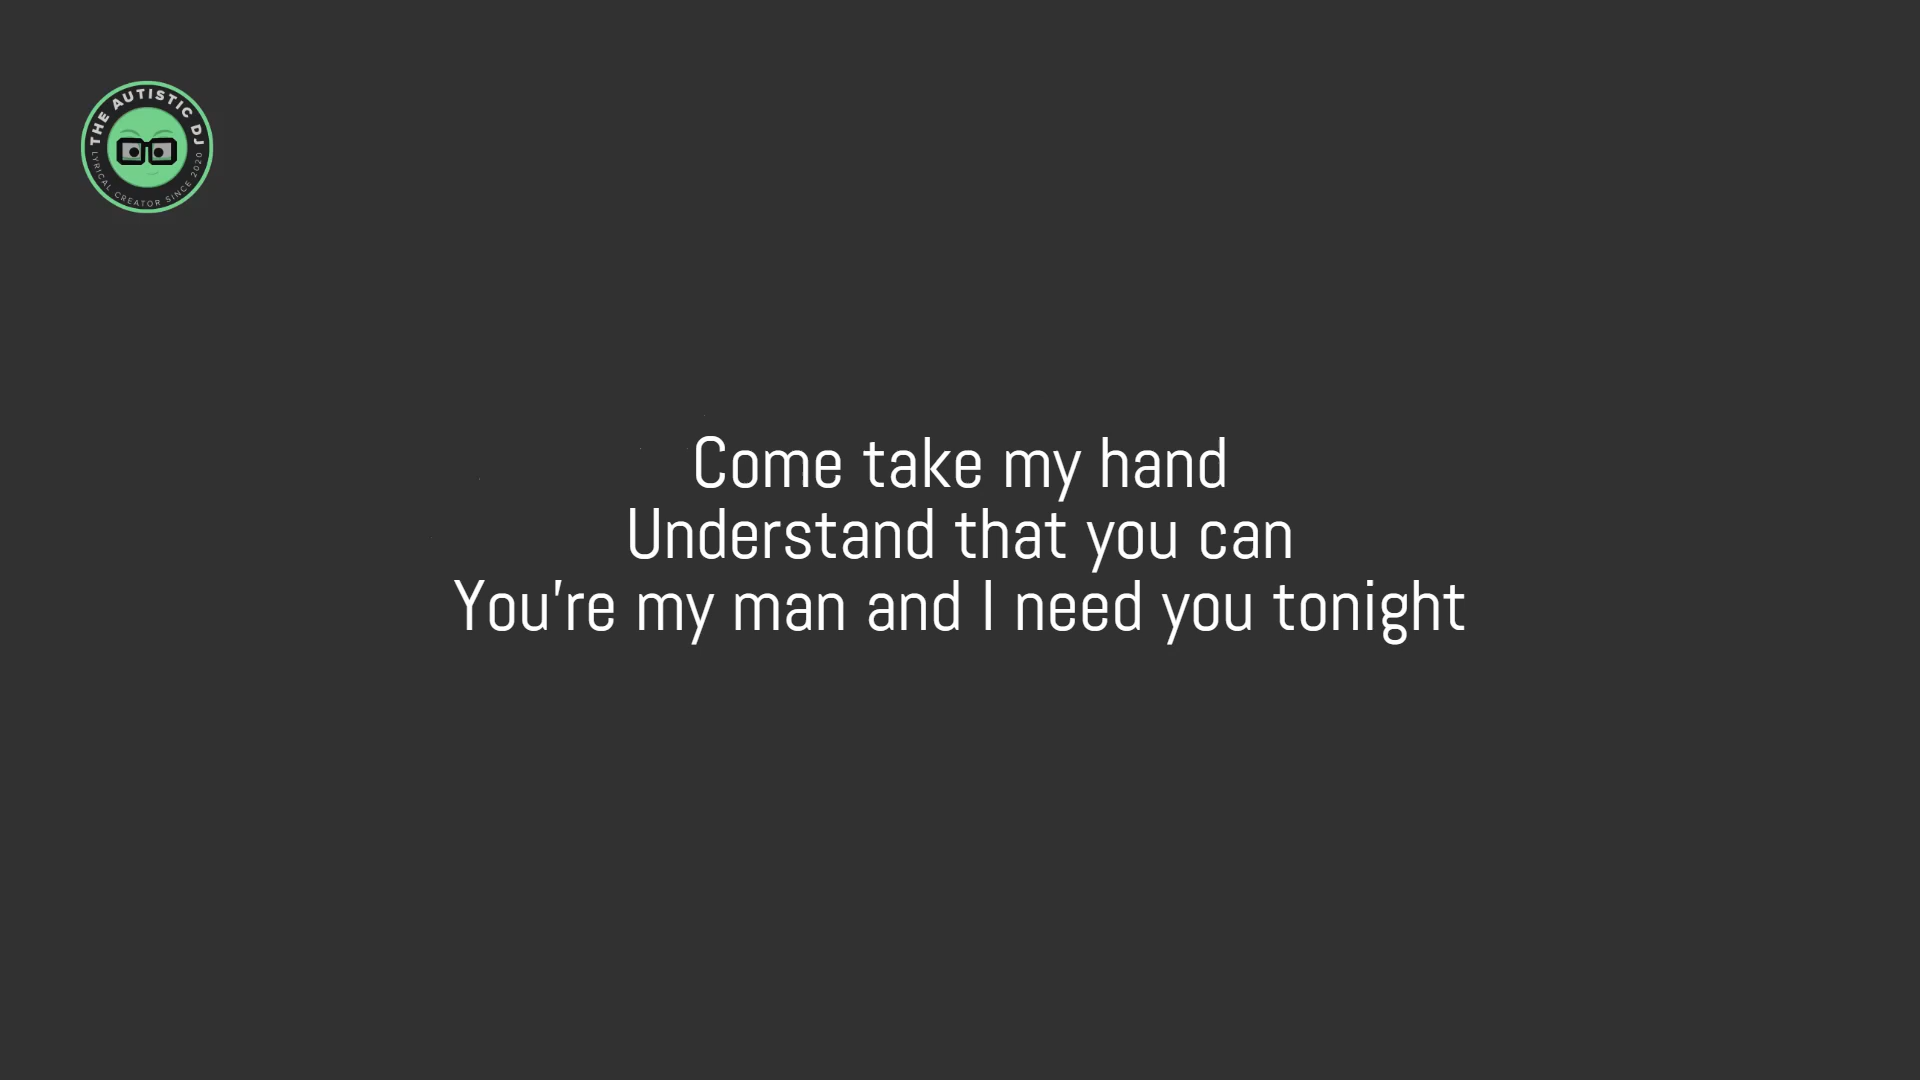 THE AUTISTIC DJ
LYRICAL CREATOR SINCE 2020
Come take my hand
Understand that you can
You're my man and I need you tonight